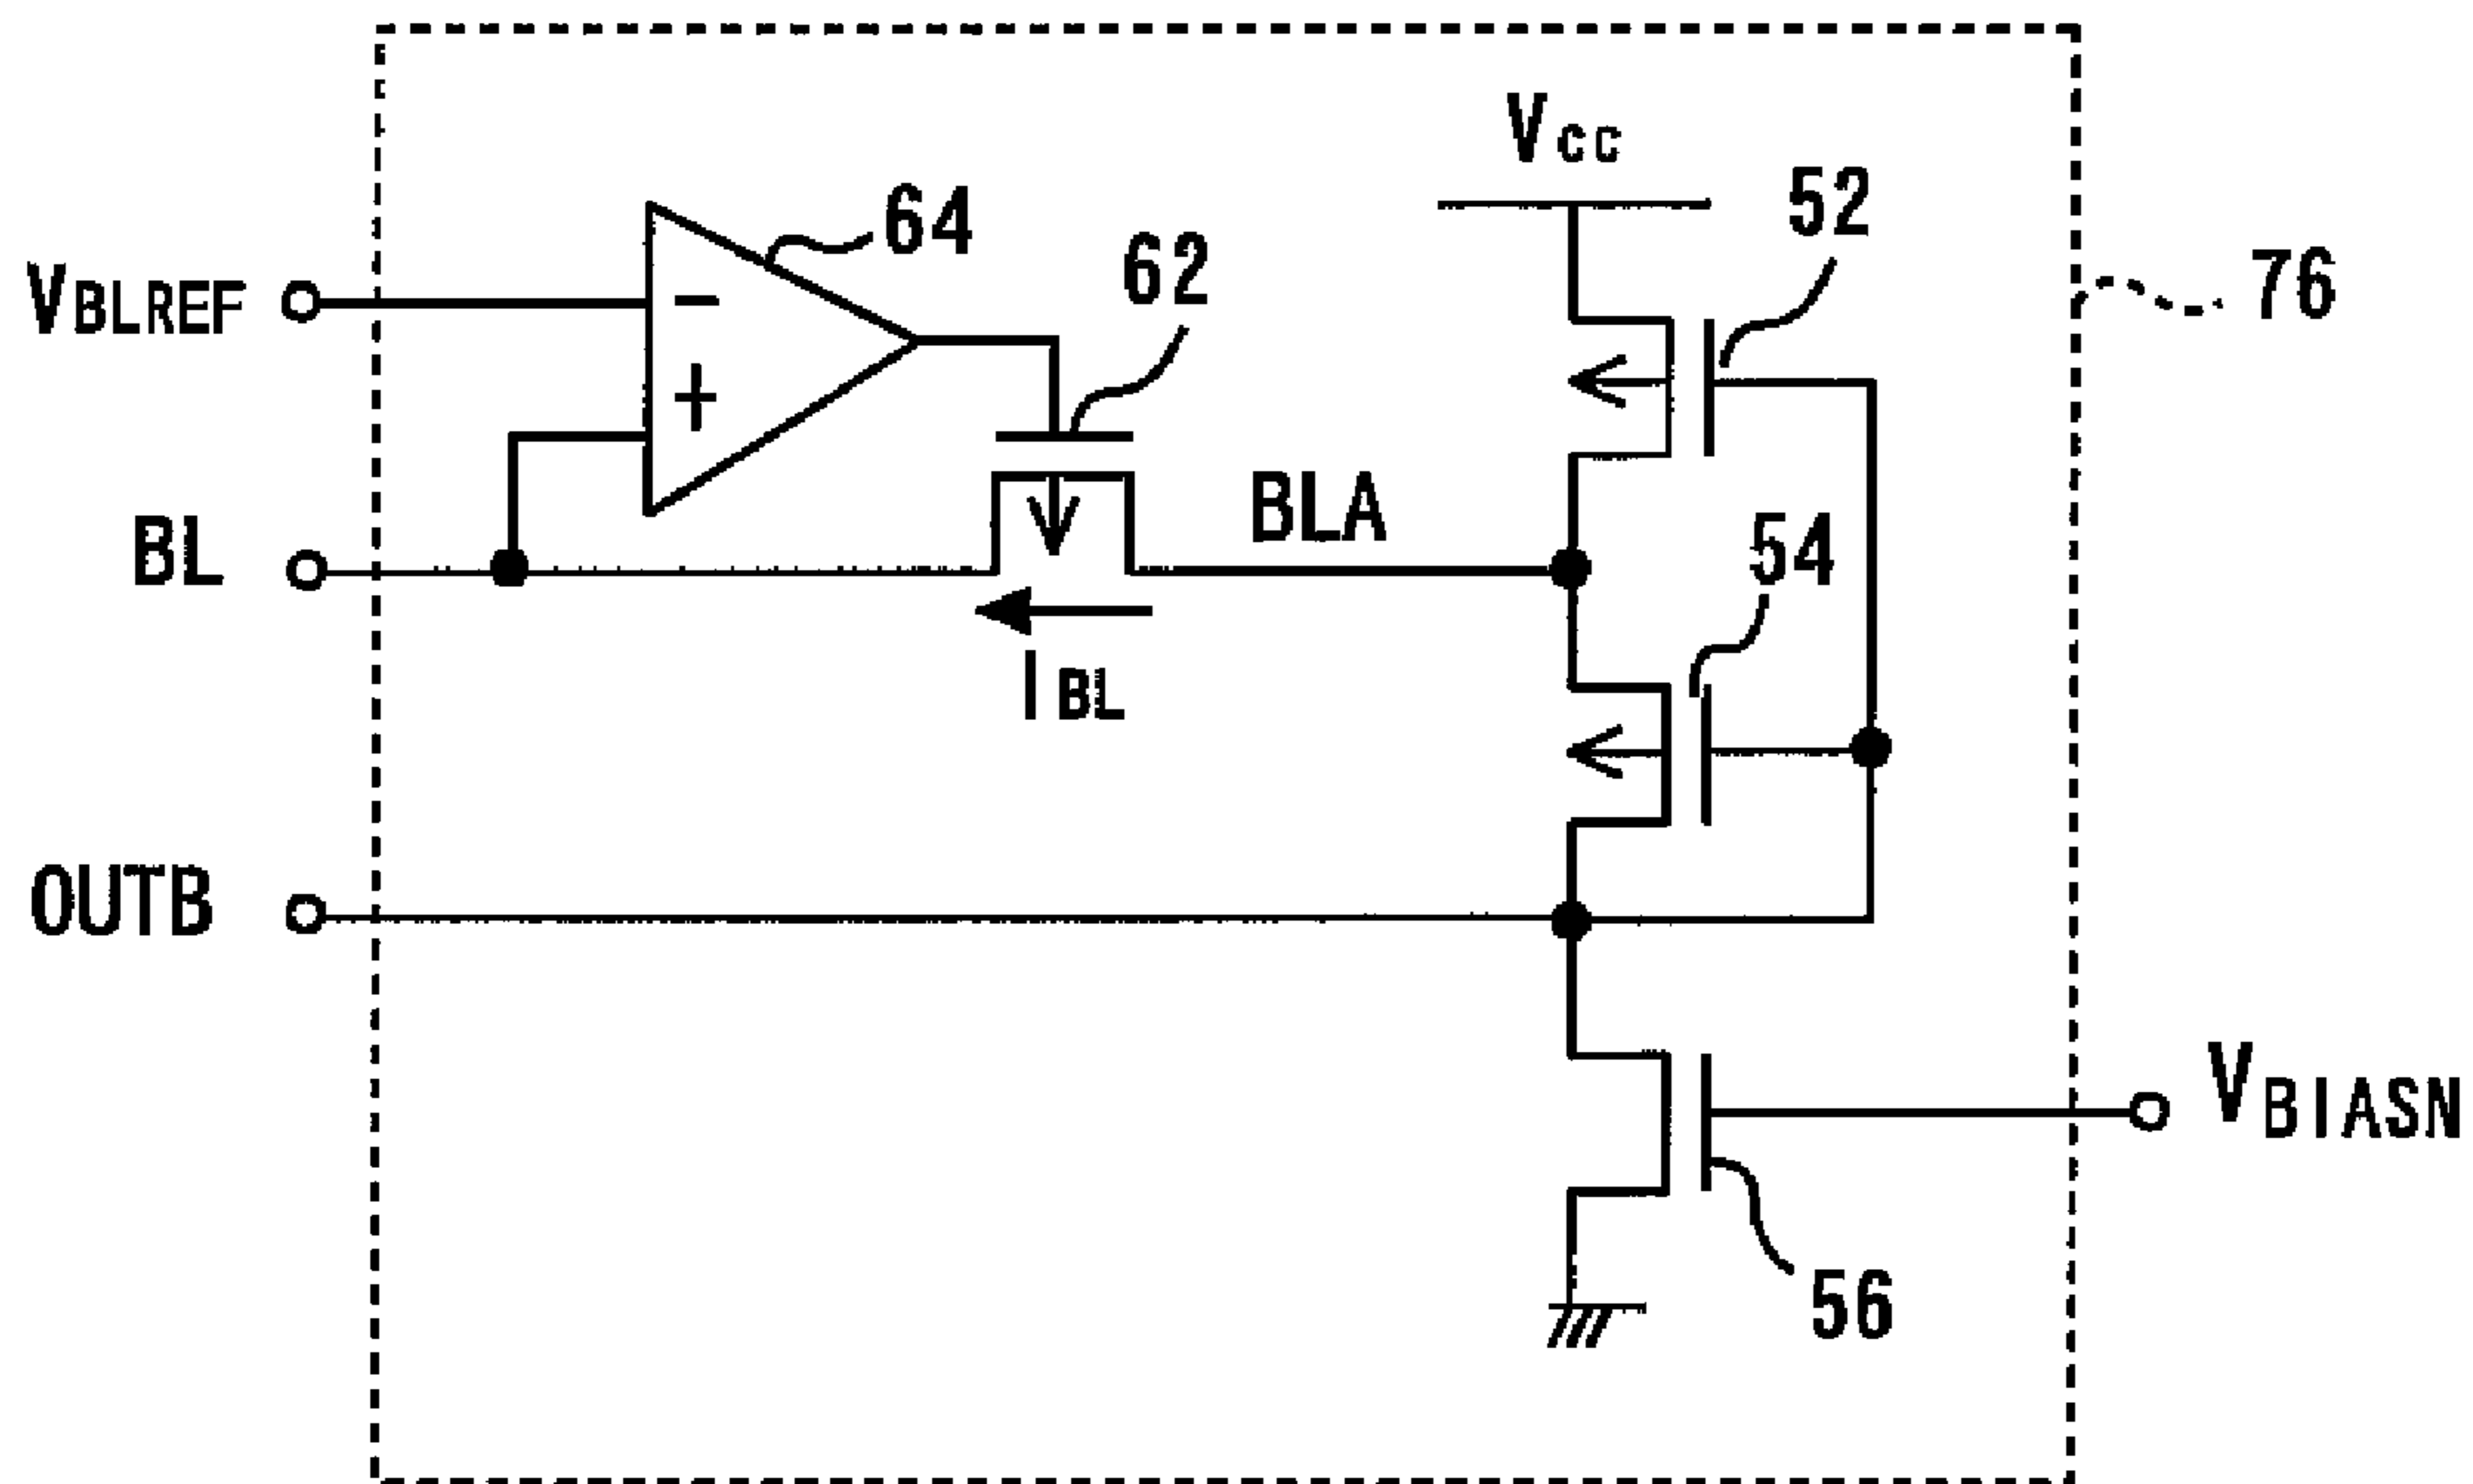 Vcc
52
64
62
76
VBLREF
−
+
BLA
BL
54
IBL
OUTB
VBIASN
56